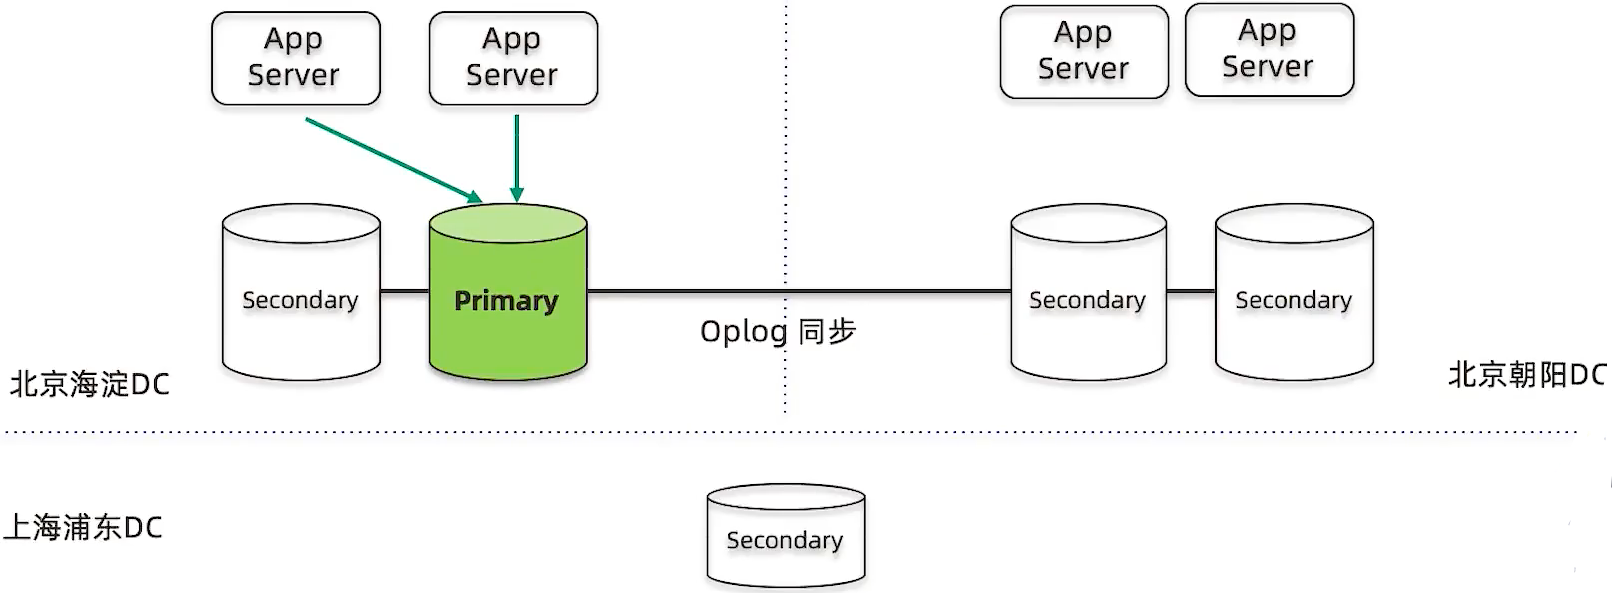 App
Server
App
Server
App
Server
App
Server
Secondary
Primary
Secondary
Secondary
Oplog 同步
北京海淀DC
北京朝阳DC
上海浦东DC
Secondary